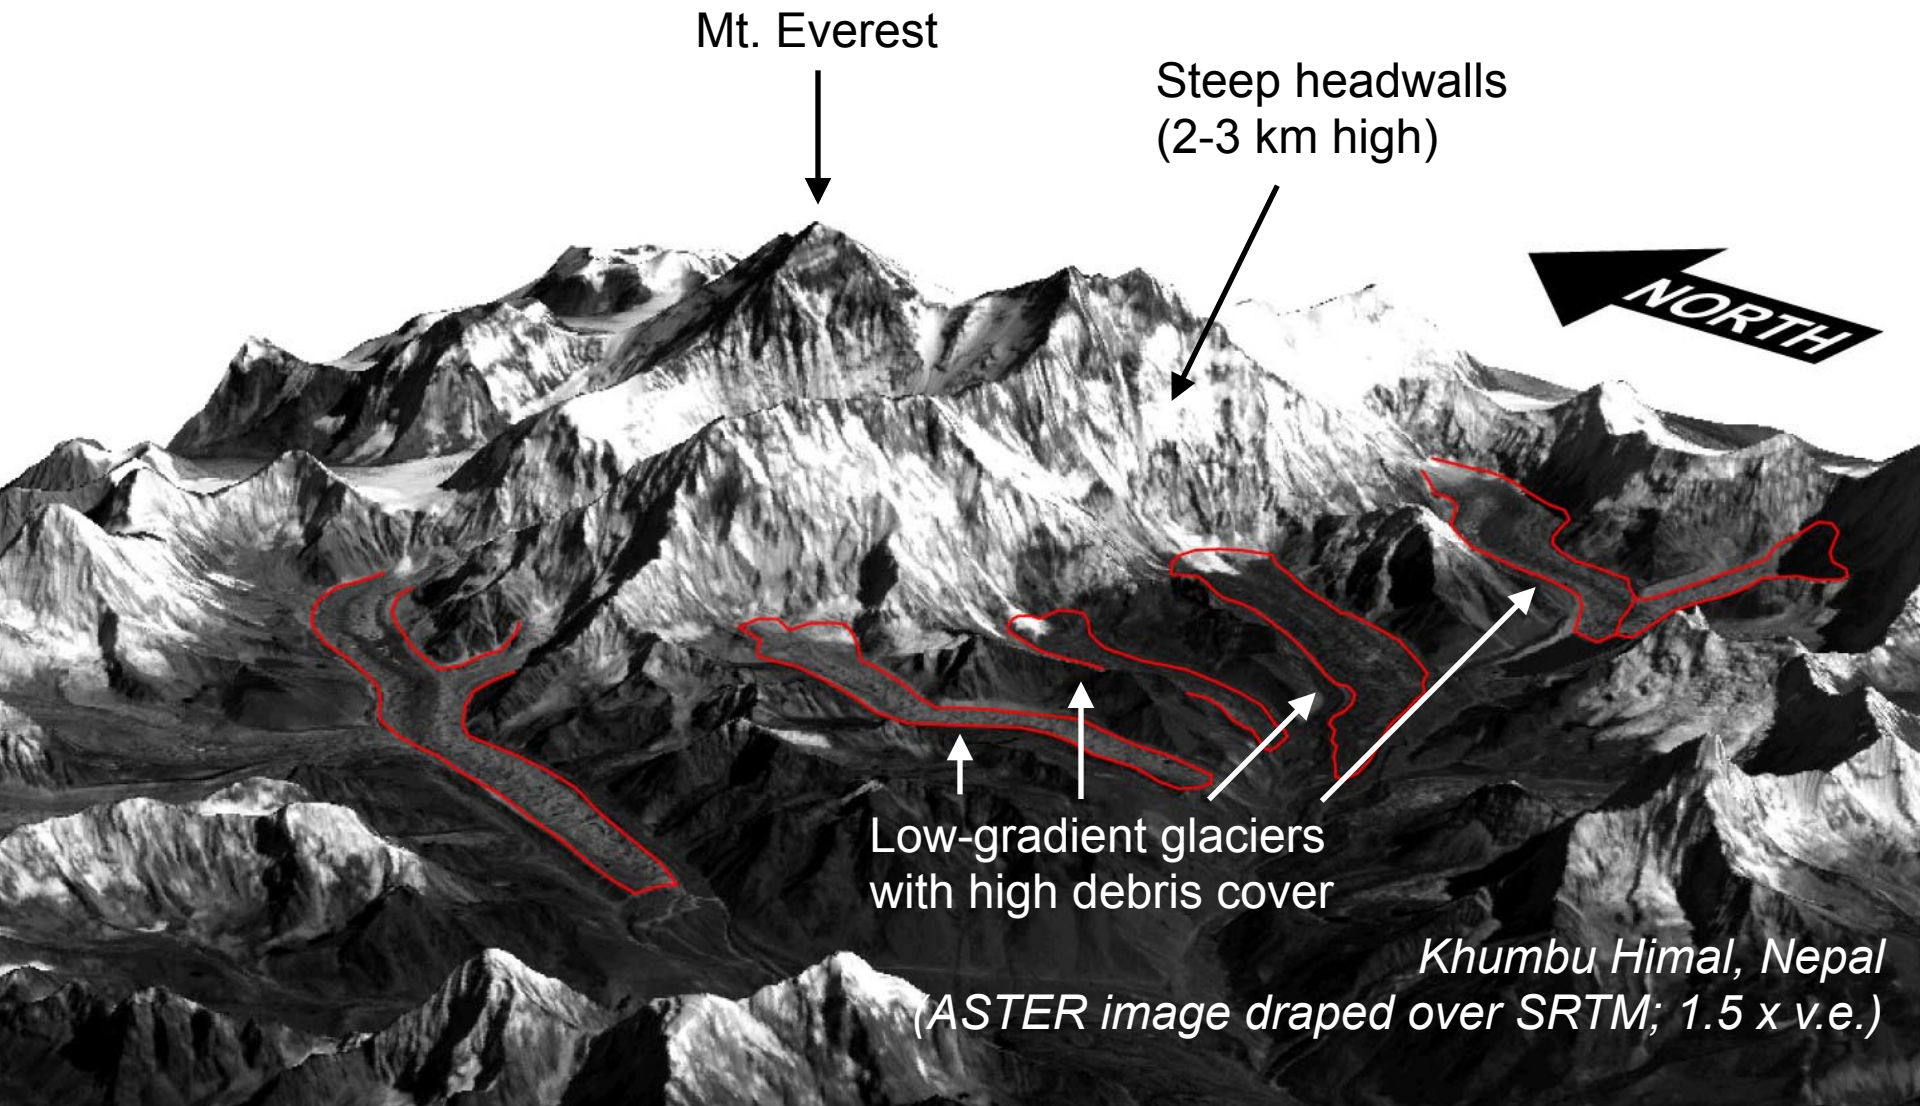 Mt. Everest
Steep headwalls
(2-3 km high)
NORTH
Low-gradient glaciers
with high debris cover
Khumbu Himal, Nepal
(ASTER image draped over SRTM; 1.5 x v.e.)